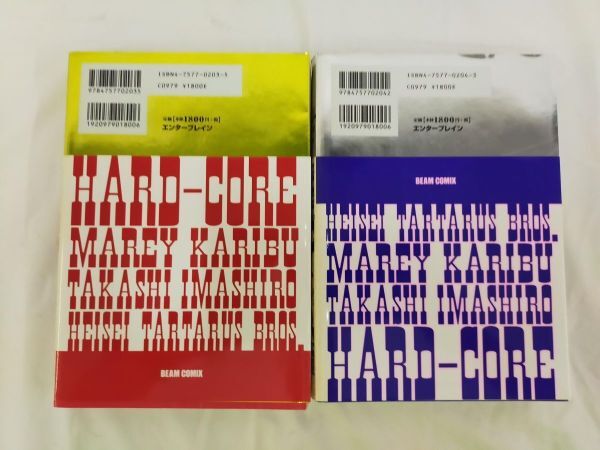 ISBN4-7577-0203-5
9784757702035
C0979 ¥1800E
1920979018006
定価【本体1800円+税】
エンターブレイン
HARD-CORE
MAREY KARIBU
TAKASHI IMASHIRO
HEISEI TARTARUS BROS.
BEAM COMIX
ISBN4-7577-0204-3
9784757702042
C0979 ¥1800E
1920979018006
定価【本体1800円+税】
エンターブレイン
BEAM COMIX
HEISEI TARTARUS BROS.
MAREY KARIBU
TAKASHI IMASHIRO
HARD-CORE